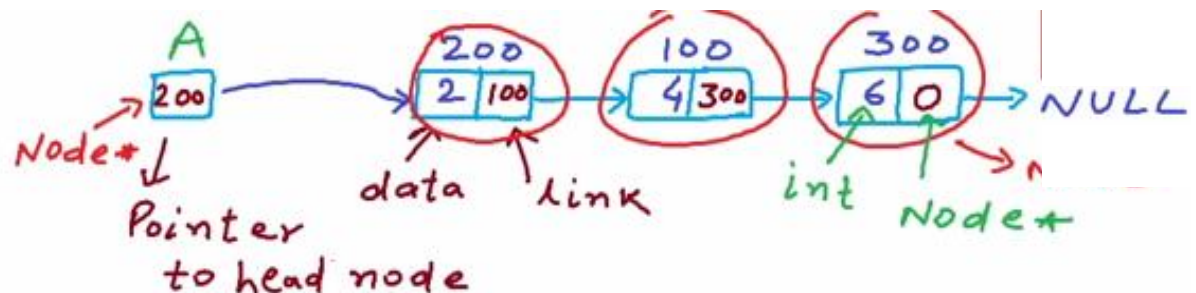 A
200
Node*
Pointer
to head node
200
2 100
data
link
100
4 300
300
6 0
int
Node*
NULL